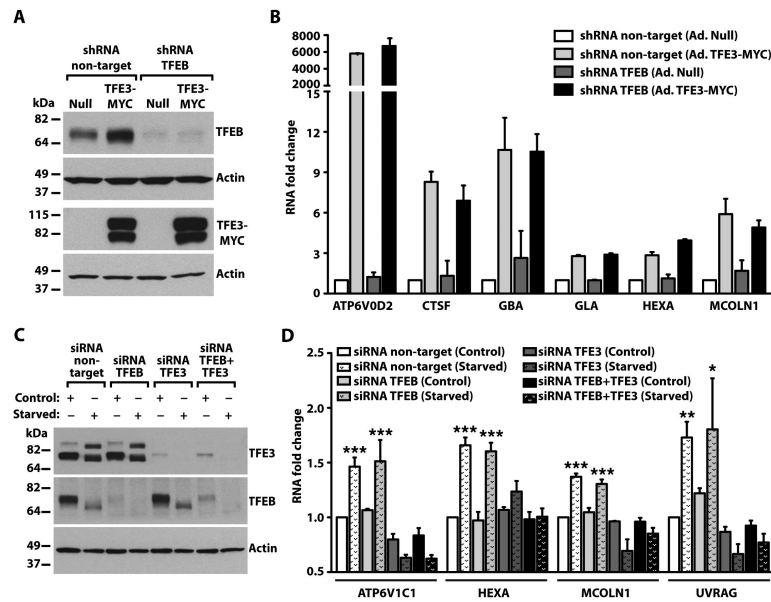 A
shRNA non-target
shRNA TFEB
Null
TFE3-MYC
Null
TFE3-MYC
kDa
82
64
TFEB
49
37
Actin
115
82
TFE3-MYC
49
37
Actin
B
RNA fold change
8000
6000
4000
2000
15
12
9
6
3
0
shRNA non-target (Ad. Null)
shRNA non-target (Ad. TFE3-MYC)
shRNA TFEB (Ad. Null)
shRNA TFEB (Ad. TFE3-MYC)
ATP6V0D2 CTSF GBA GLA HEXA MCOLN1
C
siRNA non-target
siRNA TFEB
siRNA TFE3
siRNA TFEB+TFE3
Control: + _ + _ + _ + _
Starved: _ + _ + _ + _ +
kDa
82
64
TFE3
82
64
TFEB
49
37
Actin
D
RNA fold change
2.5
2.0
1.5
1.0
0.5
siRNA non-target (Control)
siRNA non-target (Starved)
siRNA TFEB (Control)
siRNA TFEB (Starved)
siRNA TFE3 (Control)
siRNA TFE3 (Starved)
siRNA TFEB+TFE3 (Control)
siRNA TFEB+TFE3 (Starved)
*** ***
*** ***
*** ***
** *
ATP6V1C1 HEXA MCOLN1 UVRAG